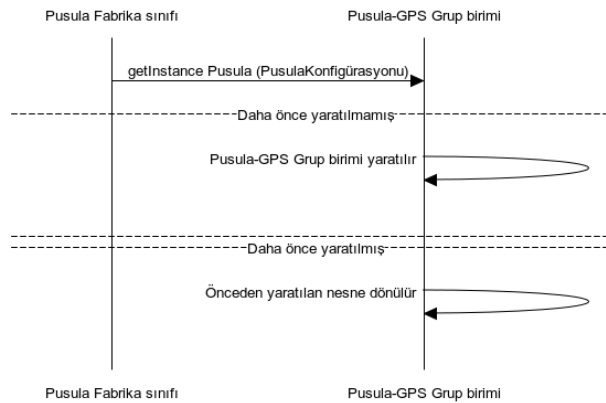 Pusula Fabrika sınıfı
Pusula-GPS Grup birimi
getInstance Pusula (PusulaKonfigürasyonu)
Daha önce yaratılmamış
Pusula-GPS Grup birimi yaratılır
Daha önce yaratılmış
Önceden yaratılan nesne dönülür
Pusula Fabrika sınıfı
Pusula-GPS Grup birimi